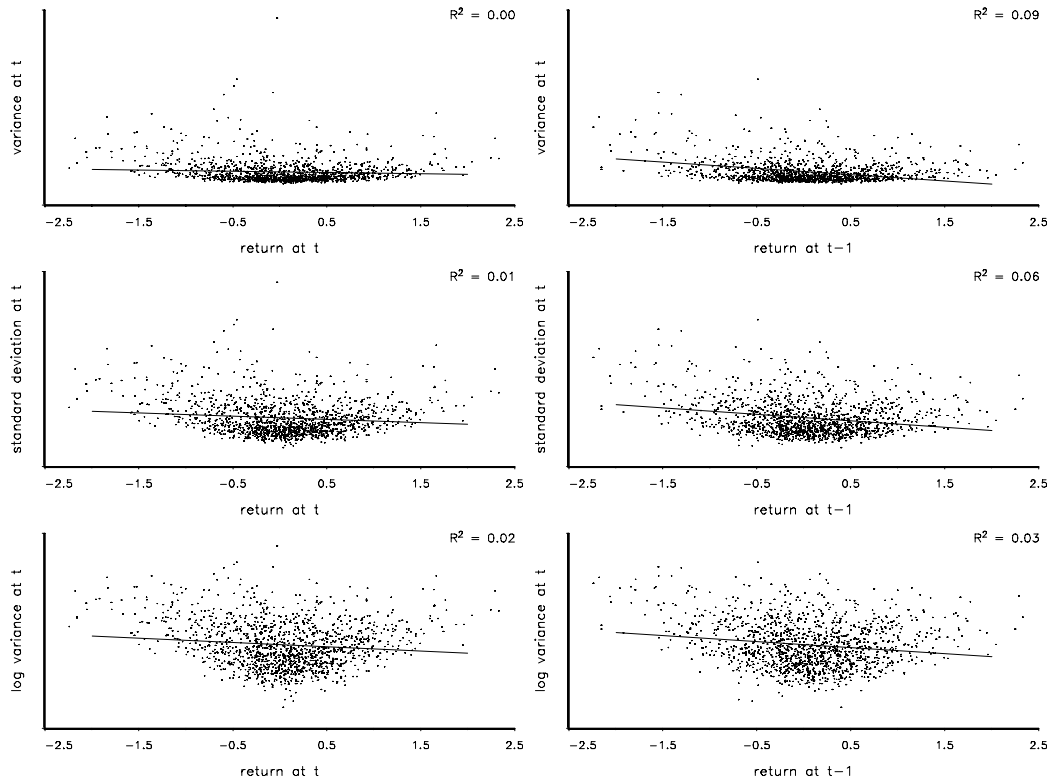 R² = 0.00
variance at t
−2.5 −1.5 −0.5 0.5 1.5 2.5
return at t
R² = 0.09
variance at t
−2.5 −1.5 −0.5 0.5 1.5 2.5
return at t−1
R² = 0.01
standard deviation at t
−2.5 −1.5 −0.5 0.5 1.5 2.5
return at t
R² = 0.06
standard deviation at t
−2.5 −1.5 −0.5 0.5 1.5 2.5
return at t−1
R² = 0.02
log variance at t
−2.5 −1.5 −0.5 0.5 1.5 2.5
return at t
R² = 0.03
log variance at t
−2.5 −1.5 −0.5 0.5 1.5 2.5
return at t−1